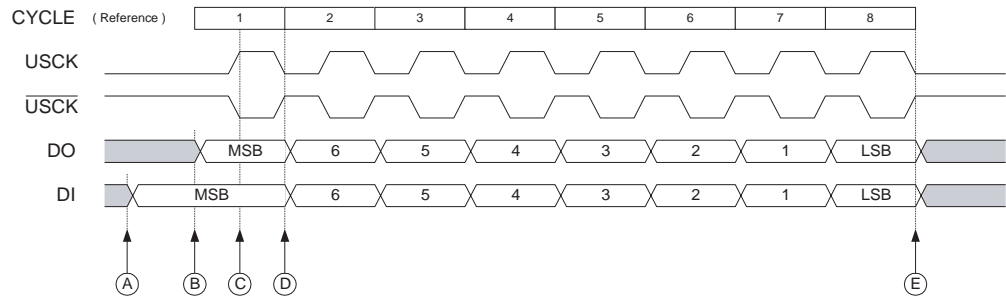 CYCLE ( Reference ) 1 2 3 4 5 6 7 8
USCK
USCK
DO MSB 6 5 4 3 2 1 LSB
DI MSB 6 5 4 3 2 1 LSB
A B C D E